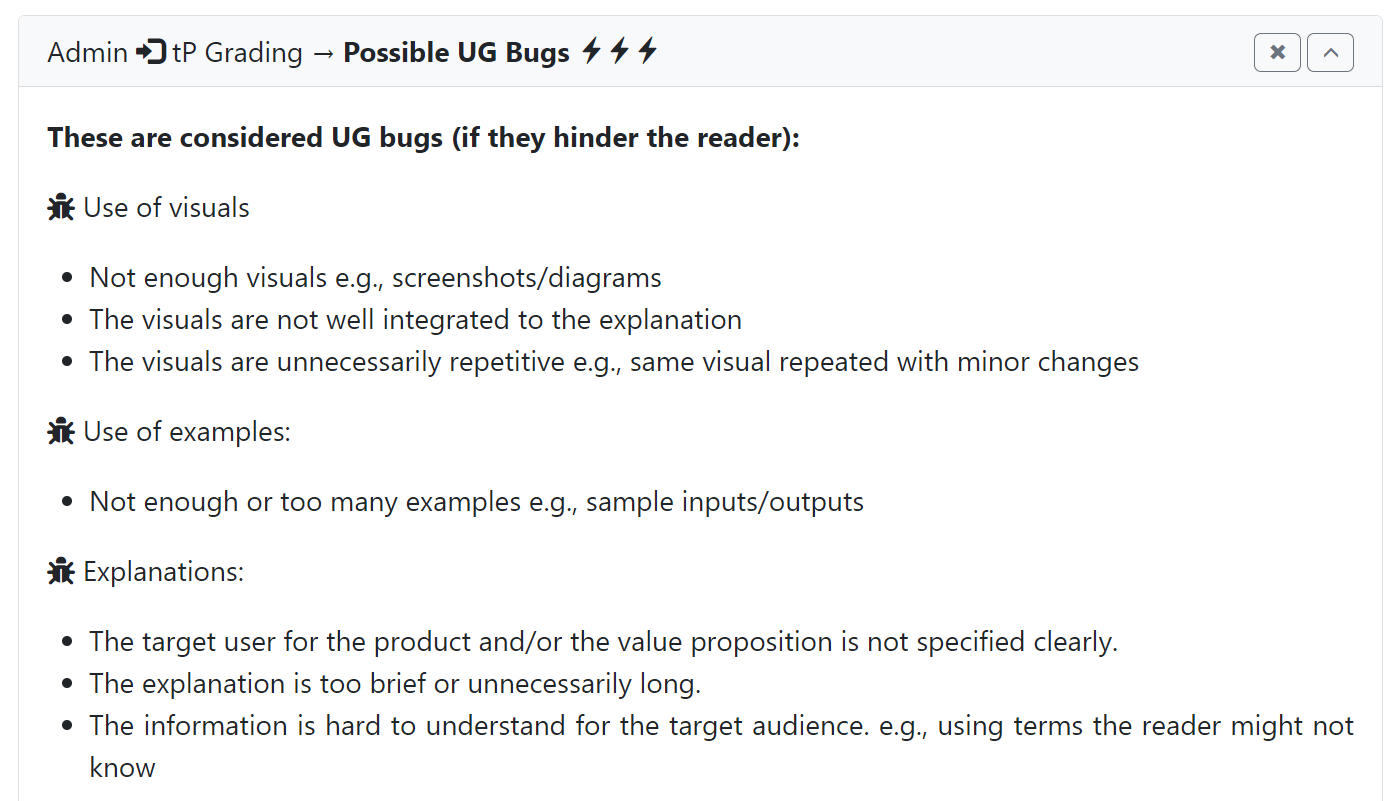 Admin tP Grading → Possible UG Bugs
These are considered UG bugs (if they hinder the reader):
Use of visuals
• Not enough visuals e.g., screenshots/diagrams
• The visuals are not well integrated to the explanation
• The visuals are unnecessarily repetitive e.g., same visual repeated with minor changes
Use of examples:
• Not enough or too many examples e.g., sample inputs/outputs
Explanations:
• The target user for the product and/or the value proposition is not specified clearly.
• The explanation is too brief or unnecessarily long.
• The information is hard to understand for the target audience. e.g., using terms the reader might not
know